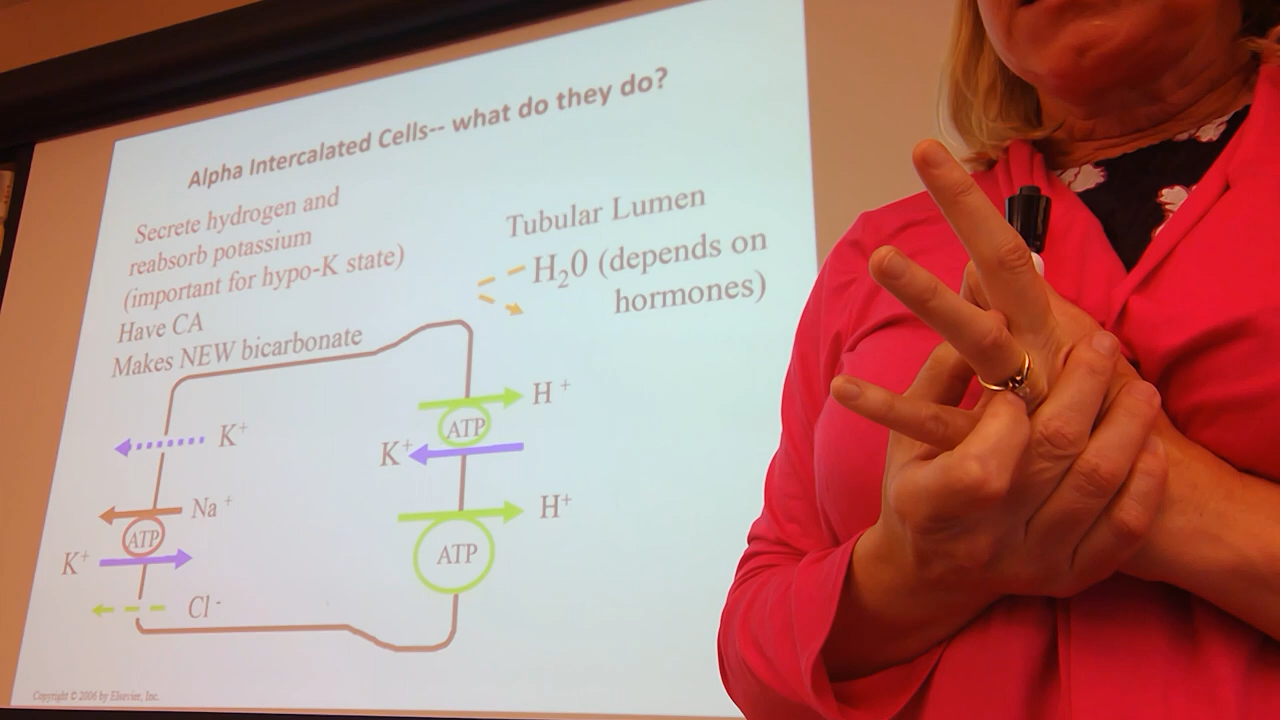 Alpha Intercalated Cells-- what do they do?
Secrete hydrogen and
reabsorb potassium
(important for hypo-K state)
Have CA
Makes NEW bicarbonate
Tubular Lumen
H₂0 (depends on
hormones)
H⁺
ATP
K⁺
K⁺
Na⁺
ATP
K⁺
Cl⁻
H⁺
ATP
Copyright © 2006 by Elsevier, Inc.